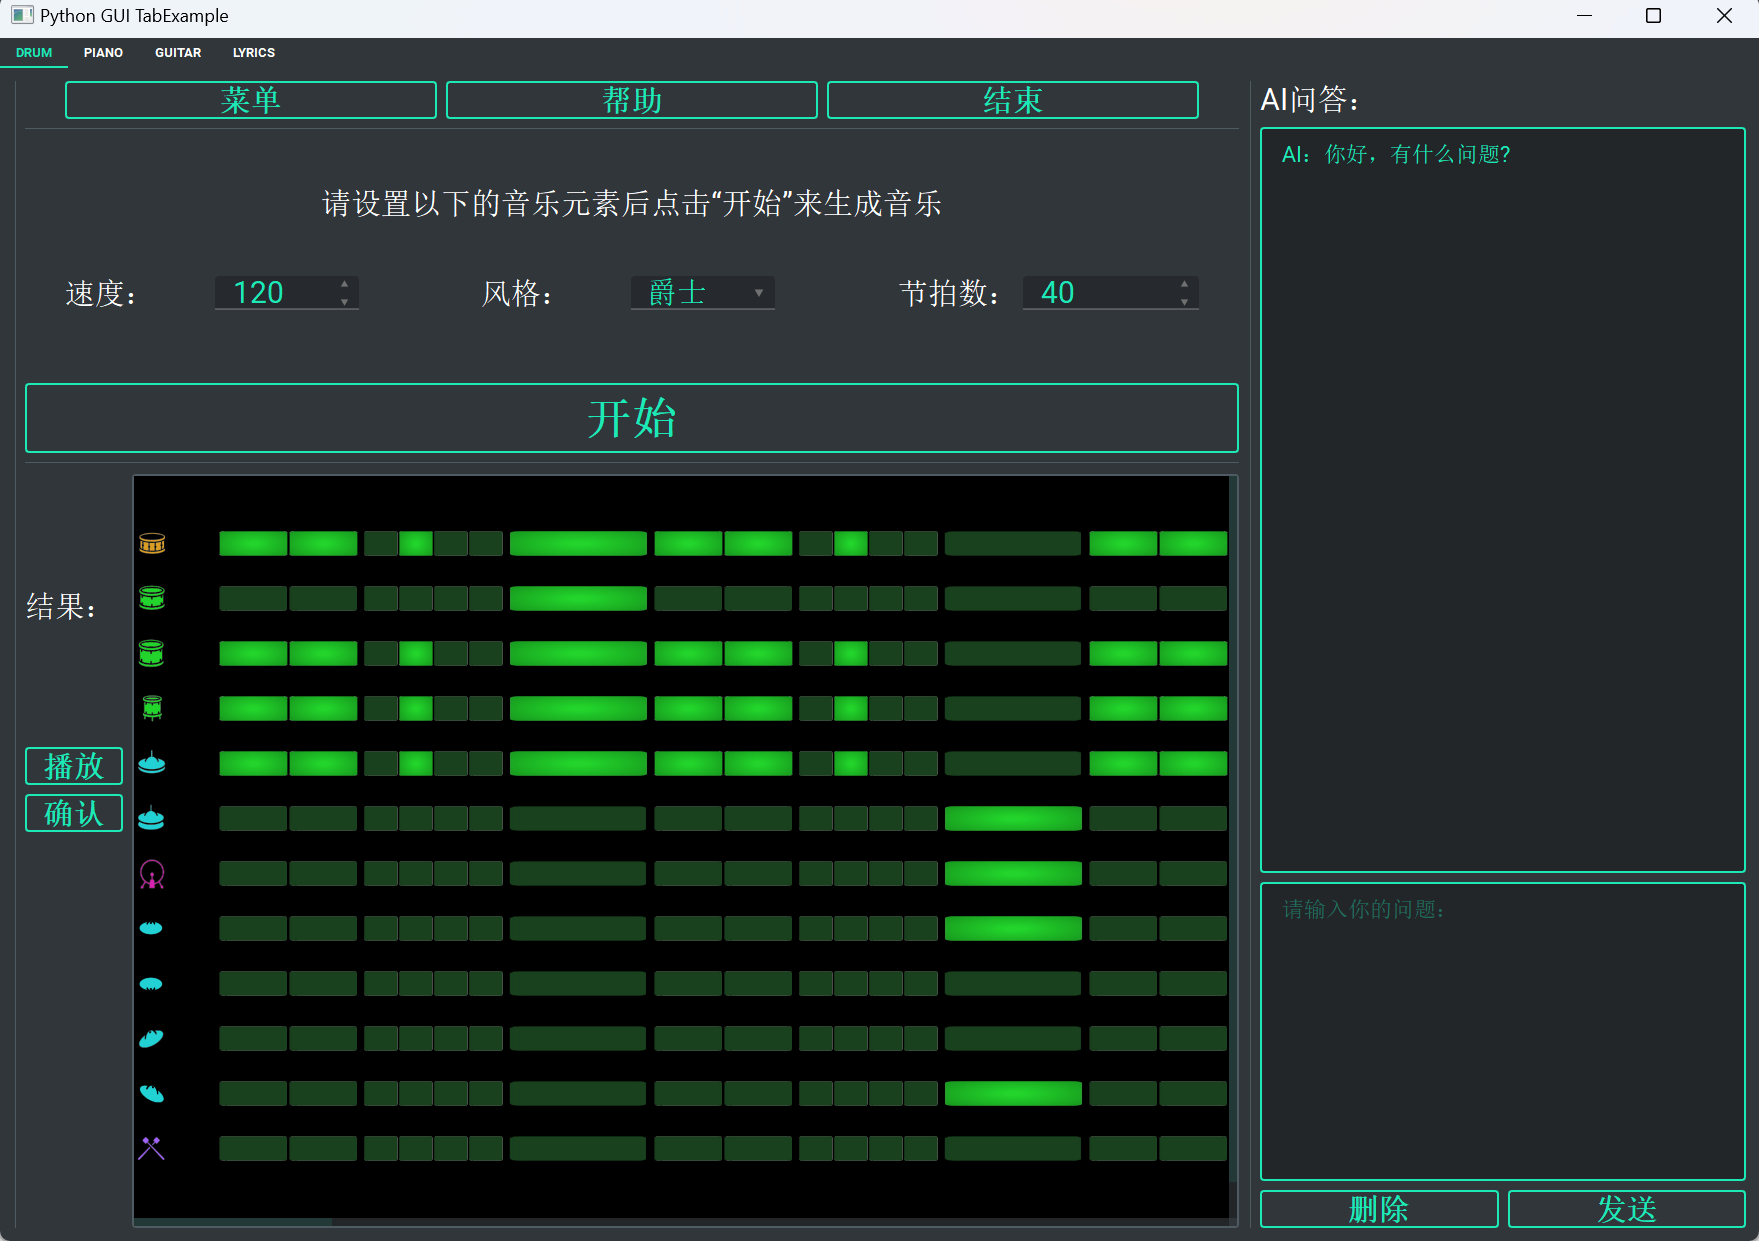 Python GUI TabExample
DRUM PIANO GUITAR LYRICS
菜单 帮助 结束
请设置以下的音乐元素后点击“开始”来生成音乐
速度： 120 风格： 爵士 节拍数： 40
开始
结果：
播放
确认
AI问答：
AI：你好，有什么问题?
请输入你的问题：
删除 发送